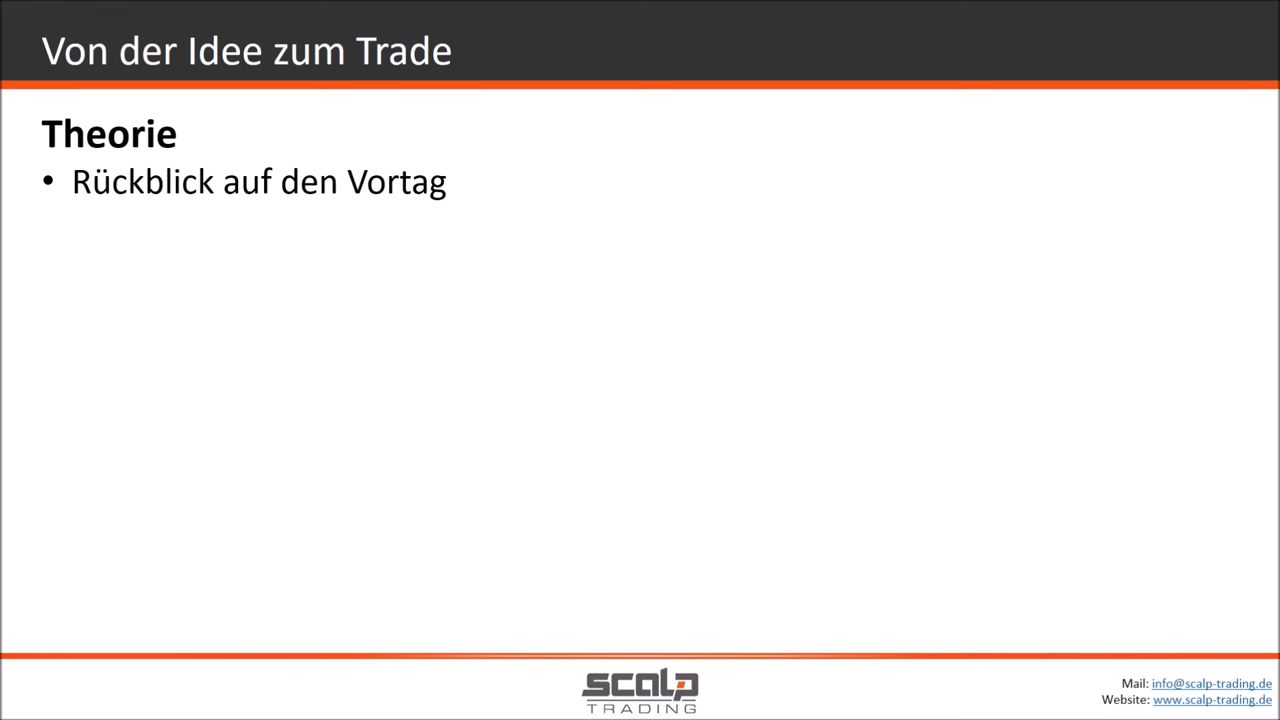 Von der Idee zum Trade
Theorie
• Rückblick auf den Vortag
scalp
TRADING
Mail: info@scalp-trading.de
Website: www.scalp-trading.de